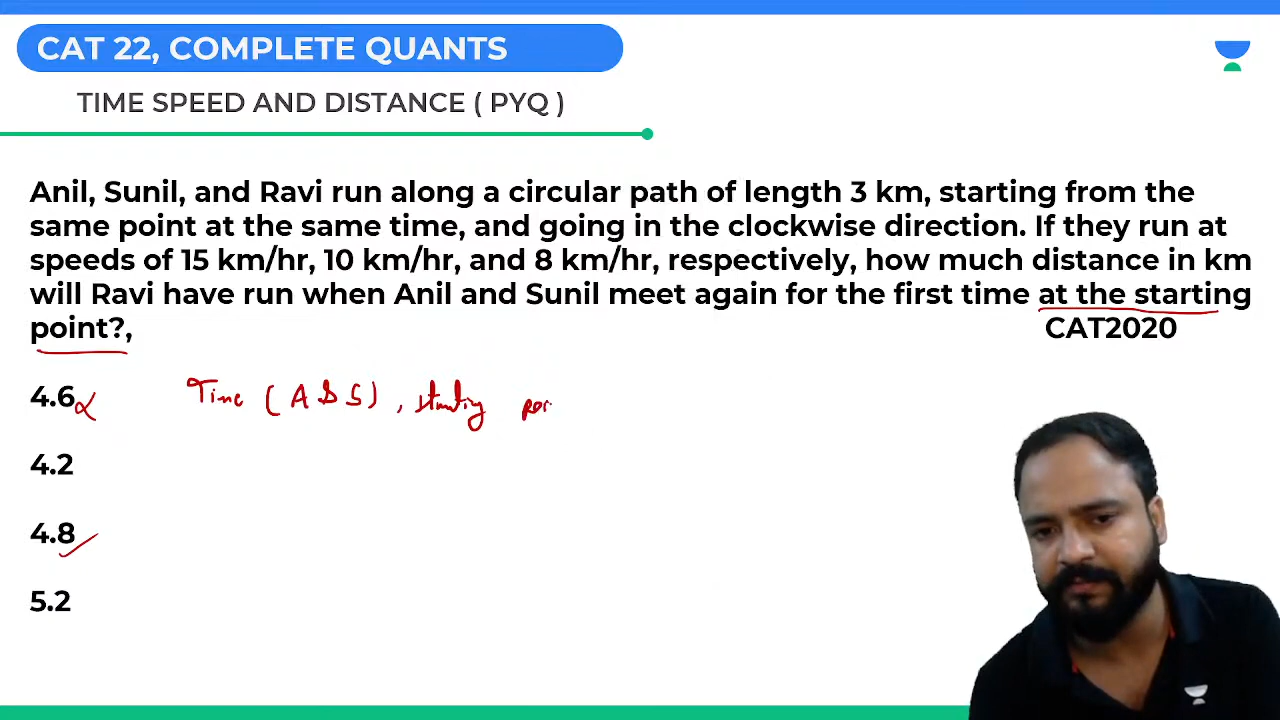 CAT 22, COMPLETE QUANTS
TIME SPEED AND DISTANCE ( PYQ )
Anil, Sunil, and Ravi run along a circular path of length 3 km, starting from the
same point at the same time, and going in the clockwise direction. If they run at
speeds of 15 km/hr, 10 km/hr, and 8 km/hr, respectively, how much distance in km
will Ravi have run when Anil and Sunil meet again for the first time at the starting
point?, CAT2020
4.6 Time ( A & S ) , starting
4.2
4.8
5.2